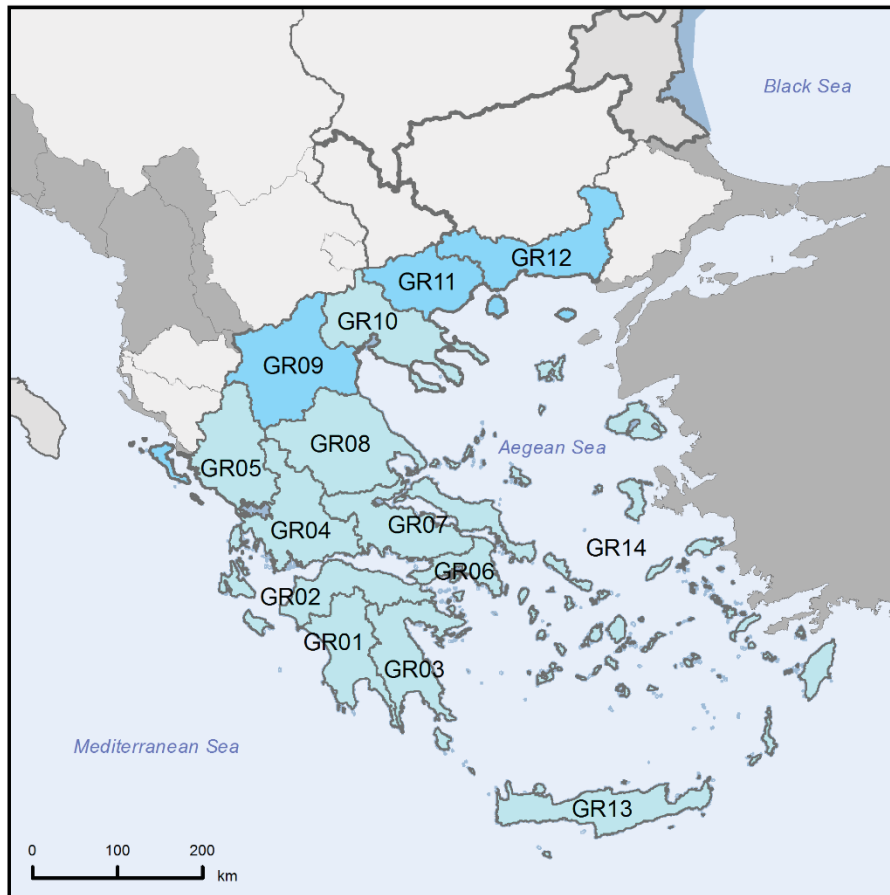 Black Sea
GR12
GR11
GR10
GR09
GR08
Aegean Sea
GR05
GR07
GR04
GR14
GR06
GR02
GR01
GR03
Mediterranean Sea
GR13
0 100 200
km